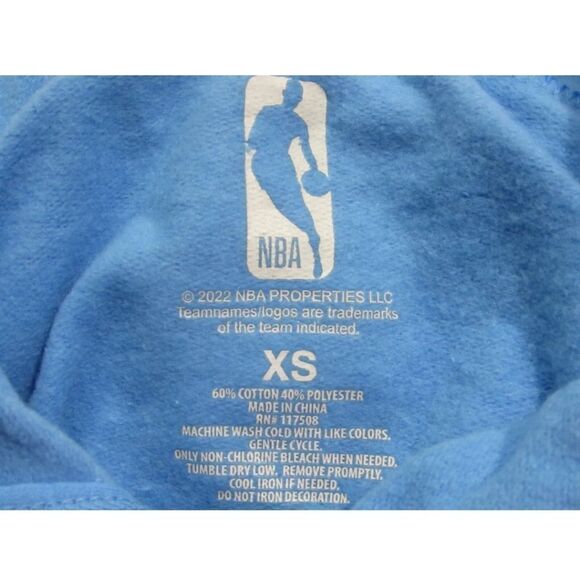 NBA
© 2022 NBA PROPERTIES LLC
Teamnames/logos are trademarks
of the team indicated.
XS
60% COTTON 40% POLYESTER
MADE IN CHINA
RN# 117508
MACHINE WASH COLD WITH LIKE COLORS.
GENTLE CYCLE.
ONLY NON-CHLORINE BLEACH WHEN NEEDED.
TUMBLE DRY LOW. REMOVE PROMPTLY.
COOL IRON IF NEEDED.
DO NOT IRON DECORATION.